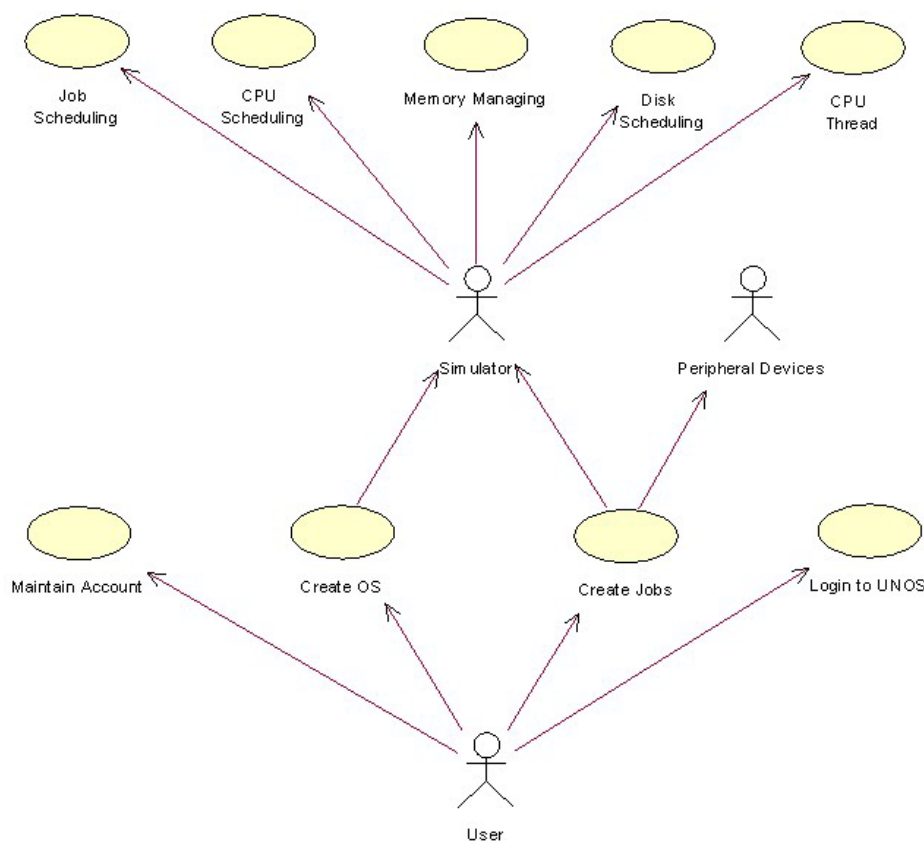 Job
Scheduling
CPU
Scheduling
Memory Managing
Disk
Scheduling
CPU
Thread
Simulator
Peripheral Devices
Maintain Account
Create OS
Create Jobs
Login to UNOS
User